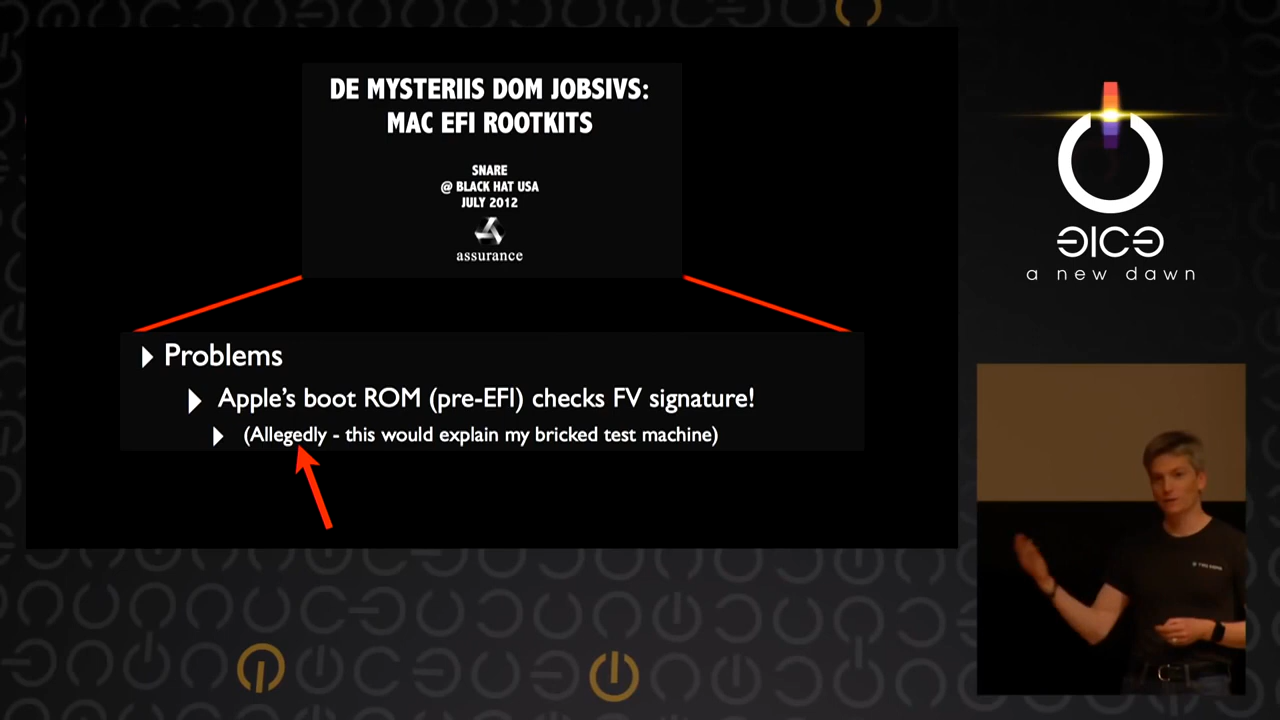 DE MYSTERIIS DOM JOBSIVS:
MAC EFI ROOTKITS
SNARE
@ BLACK HAT USA
JULY 2012
assurance
Problems
Apple's boot ROM (pre-EFI) checks FV signature!
(Allegedly - this would explain my bricked test machine)
a new dawn